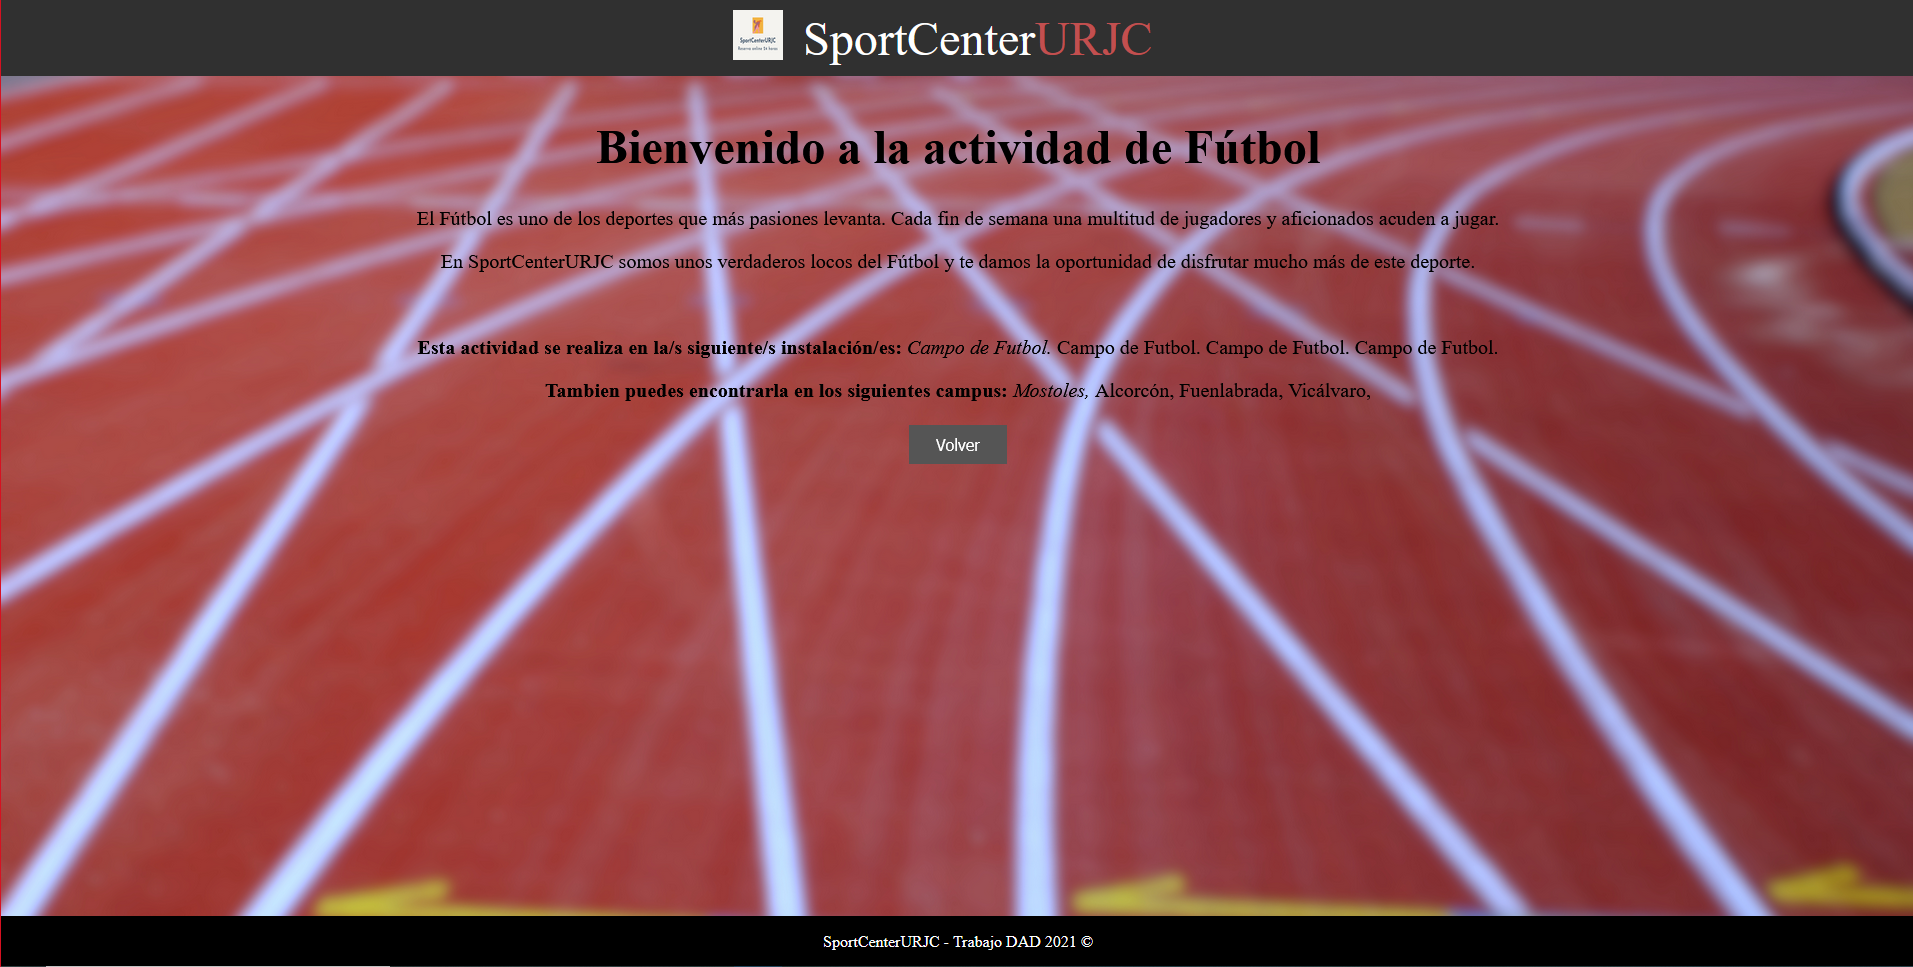 SportCenterURJC
Reserva online 24 horas
SportCenterURJC
Bienvenido a la actividad de Fútbol
El Fútbol es uno de los deportes que más pasiones levanta. Cada fin de semana una multitud de jugadores y aficionados acuden a jugar.
En SportCenterURJC somos unos verdaderos locos del Fútbol y te damos la oportunidad de disfrutar mucho más de este deporte.
Esta actividad se realiza en la/s siguiente/s instalación/es: Campo de Futbol. Campo de Futbol. Campo de Futbol. Campo de Futbol.
Tambien puedes encontrarla en los siguientes campus: Mostoles, Alcorcón, Fuenlabrada, Vicálvaro,
Volver
SportCenterURJC - Trabajo DAD 2021 ©